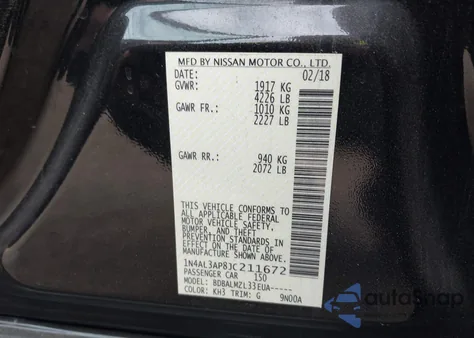 MFD BY NISSAN MOTOR CO., LTD.
DATE: 02/18
GVWR: 1917 KG
4226 LB
GAWR FR: 1010 KG
2227 LB
GAWR RR: 940 KG
2072 LB
THIS VEHICLE CONFORMS
TO ALL APPLICABLE FEDERAL
MOTOR VEHICLE SAFETY,
BUMPER, AND THEFT
PREVENTION STANDARDS
IN EFFECT ON THE DATE OF
MANUFACTURE SHOWN ABOVE.
1N4AL3AP8JC211672
PASSENGER CAR 150
MODEL: BDBALMZL33EUA-----
COLOR: KH3 TRIM: G 9N00A
autoSnap